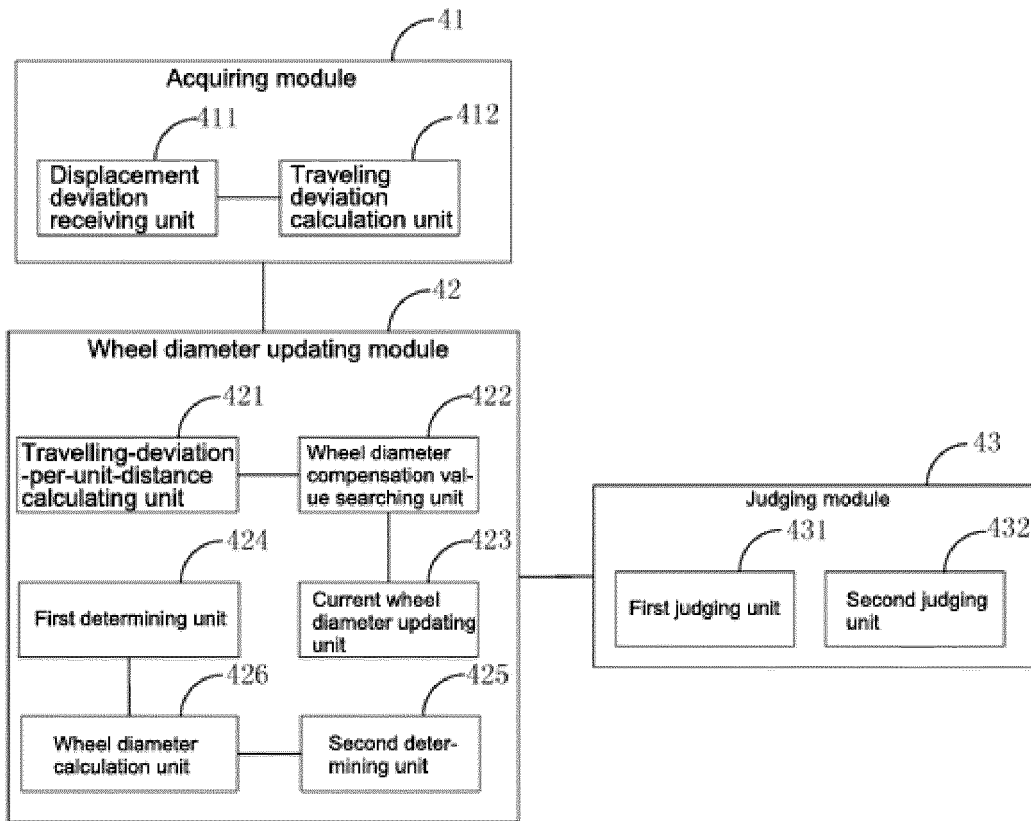 41
Acquiring module
411
412
Displacement
deviation
receiving unit
Traveling
deviation
calculation unit
42
Wheel diameter updating module
421
422
Travelling-deviation
-per-unit-distance
calculating unit
Wheel diameter
compensation val-
ue searching unit
424
423
First determining unit
Current wheel
diameter updating
unit
426
425
Wheel diameter
calculation unit
Second deter-
mining unit
43
Judging module
431
432
First judging unit
Second judging
unit